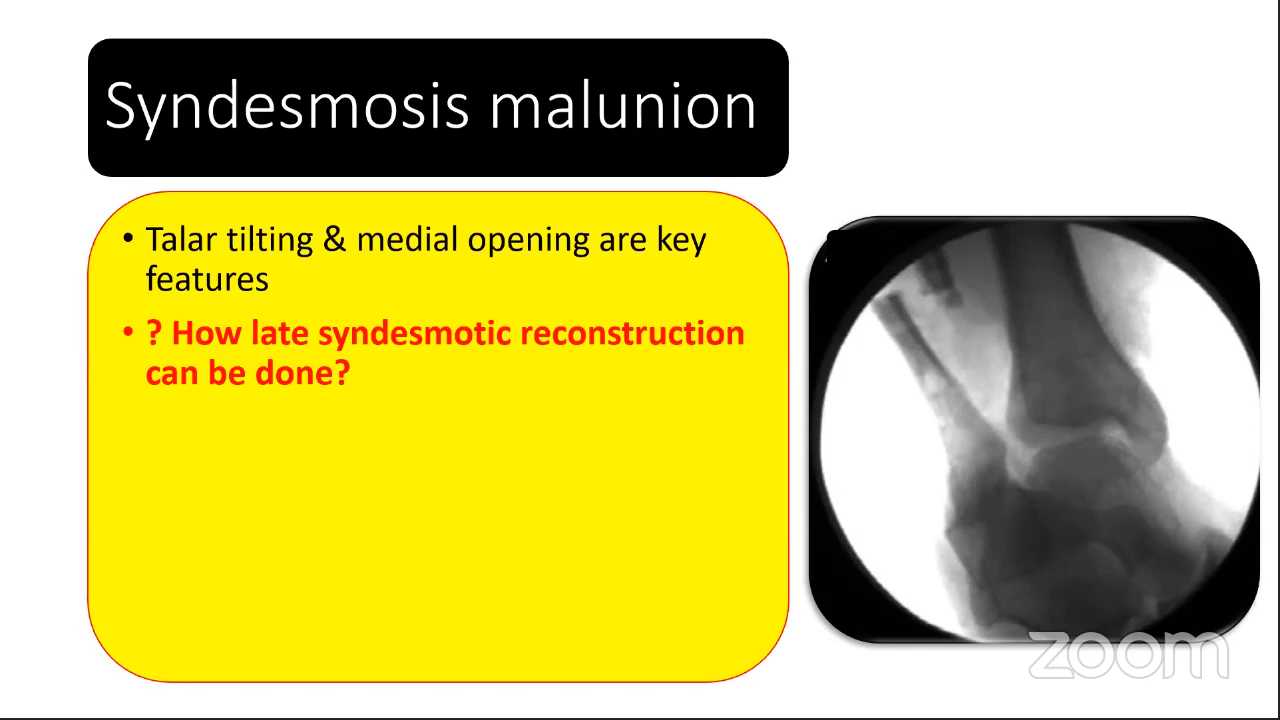 Syndesmosis malunion
• Talar tilting & medial opening are key
features
• ? How late syndesmotic reconstruction
can be done?
zoom